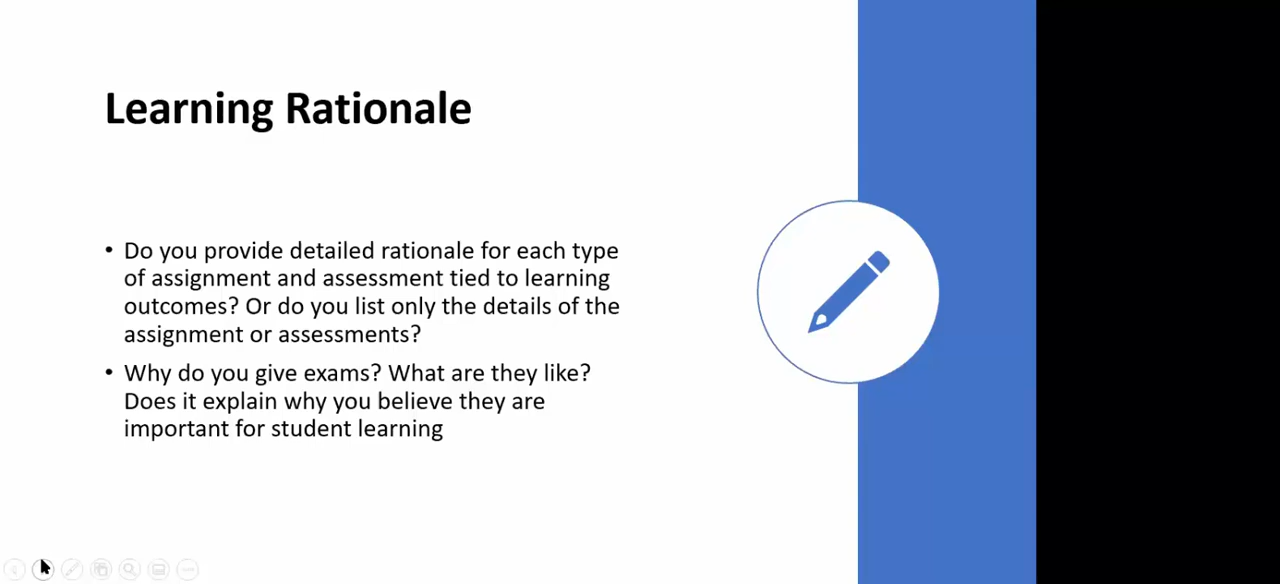 Learning Rationale
• Do you provide detailed rationale for each type
of assignment and assessment tied to learning
outcomes? Or do you list only the details of the
assignment or assessments?
• Why do you give exams? What are they like?
Does it explain why you believe they are
important for student learning